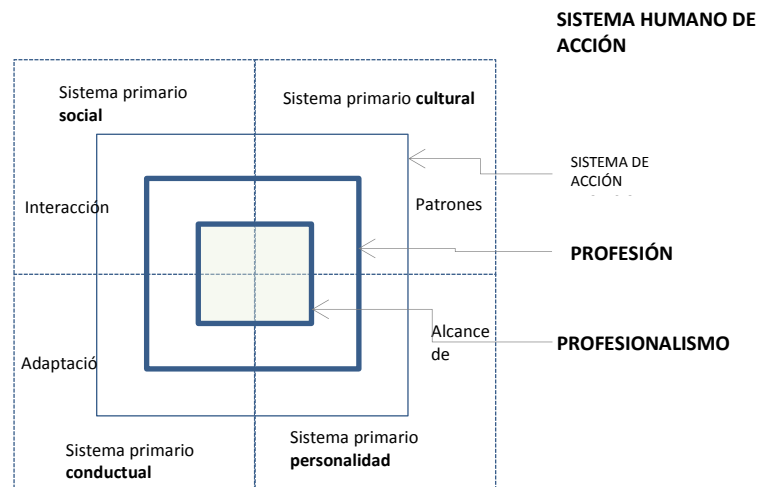 SISTEMA HUMANO DE
ACCIÓN
Sistema primario
social
Sistema primario cultural
SISTEMA DE
ACCIÓN
Interacción
Patrones
PROFESIÓN
Alcance
de
PROFESIONALISMO
Adaptació
Sistema primario
conductual
Sistema primario
personalidad